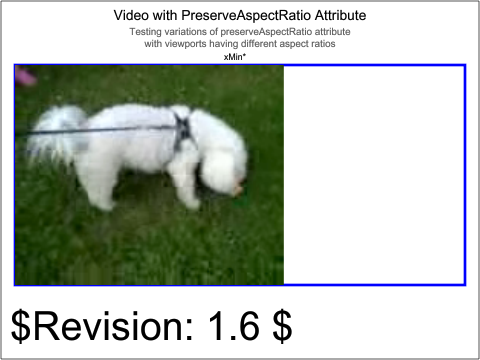 Video with PreserveAspectRatio Attribute
Testing variations of preserveAspectRatio attribute
with viewports having different aspect ratios
xMin*
$Revision: 1.6 $